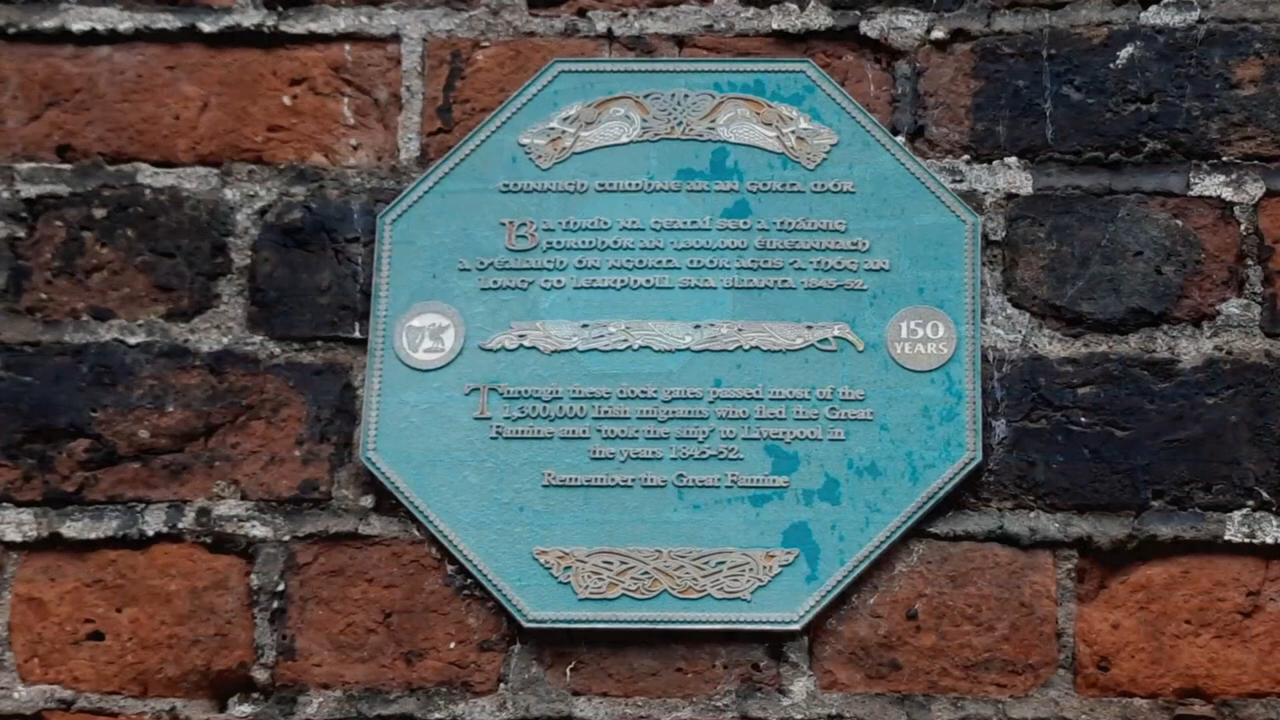 COINNIGH CUIMHNE AR AN GORTA MÓR
Ba thríd na geataí seo a tháinig
formhór an 1,300,000 Éireannach
a d'éalaigh ón nGorta Mór agus 'a thóg an
long' go Learpholl sna blianta 1845-52.
150
YEARS
Through these dock gates passed most of the
1,300,000 Irish migrants who fled the Great
Famine and 'took the ship' to Liverpool in
the years 1845-52.
Remember the Great Famine